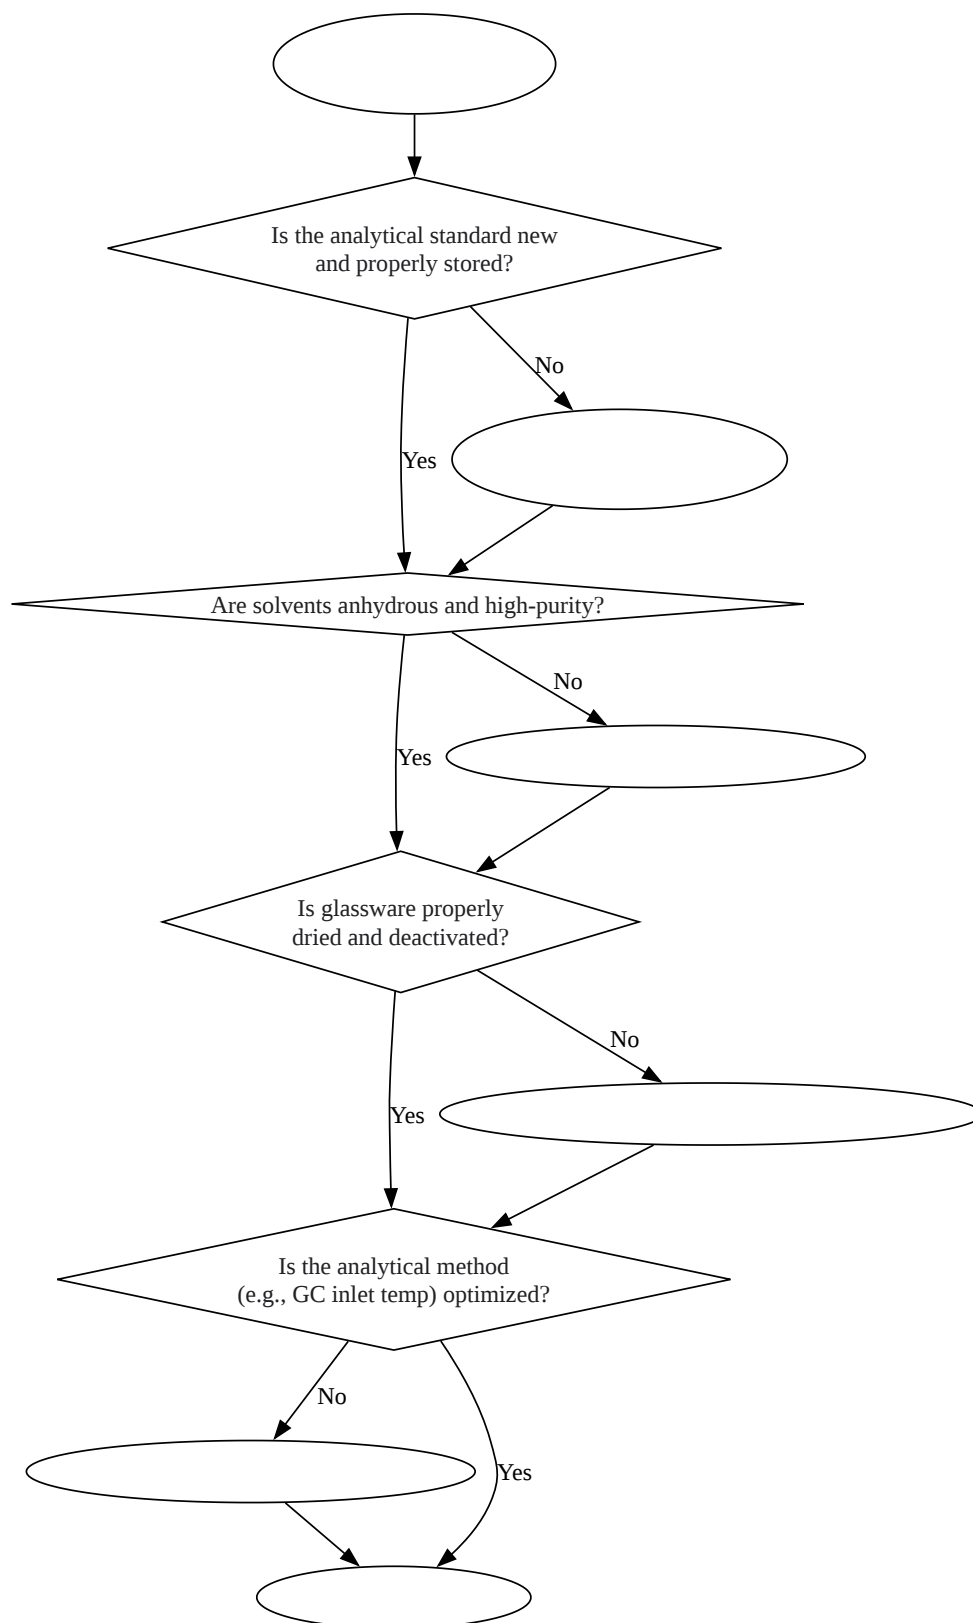 Is the analytical standard new
and properly stored?
No
Yes
Are solvents anhydrous and high-purity?
No
Yes
Is glassware properly
dried and deactivated?
No
Yes
Is the analytical method
(e.g., GC inlet temp) optimized?
No
Yes